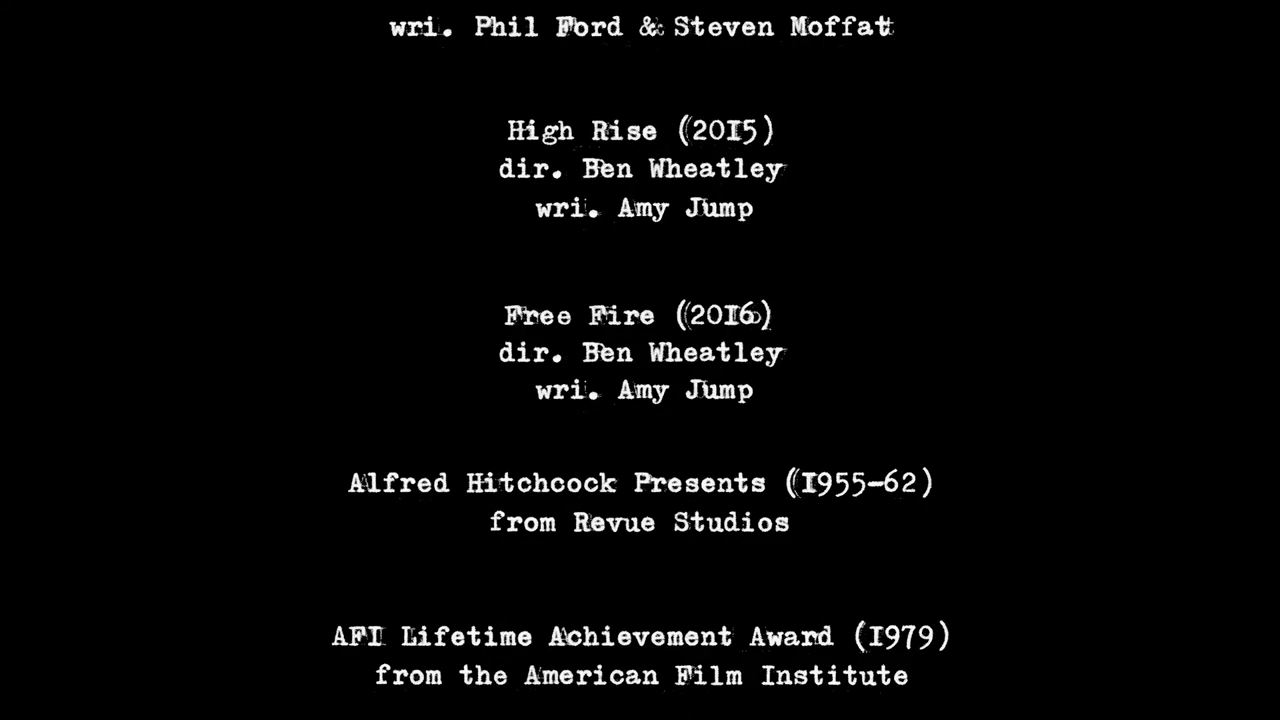 wri. Phil Ford & Steven Moffat
High Rise (2015)
dir. Ben Wheatley
wri. Amy Jump
Free Fire (2016)
dir. Ben Wheatley
wri. Amy Jump
Alfred Hitchcock Presents (1955-62)
from Revue Studios
AFI Lifetime Achievement Award (1979)
from the American Film Institute